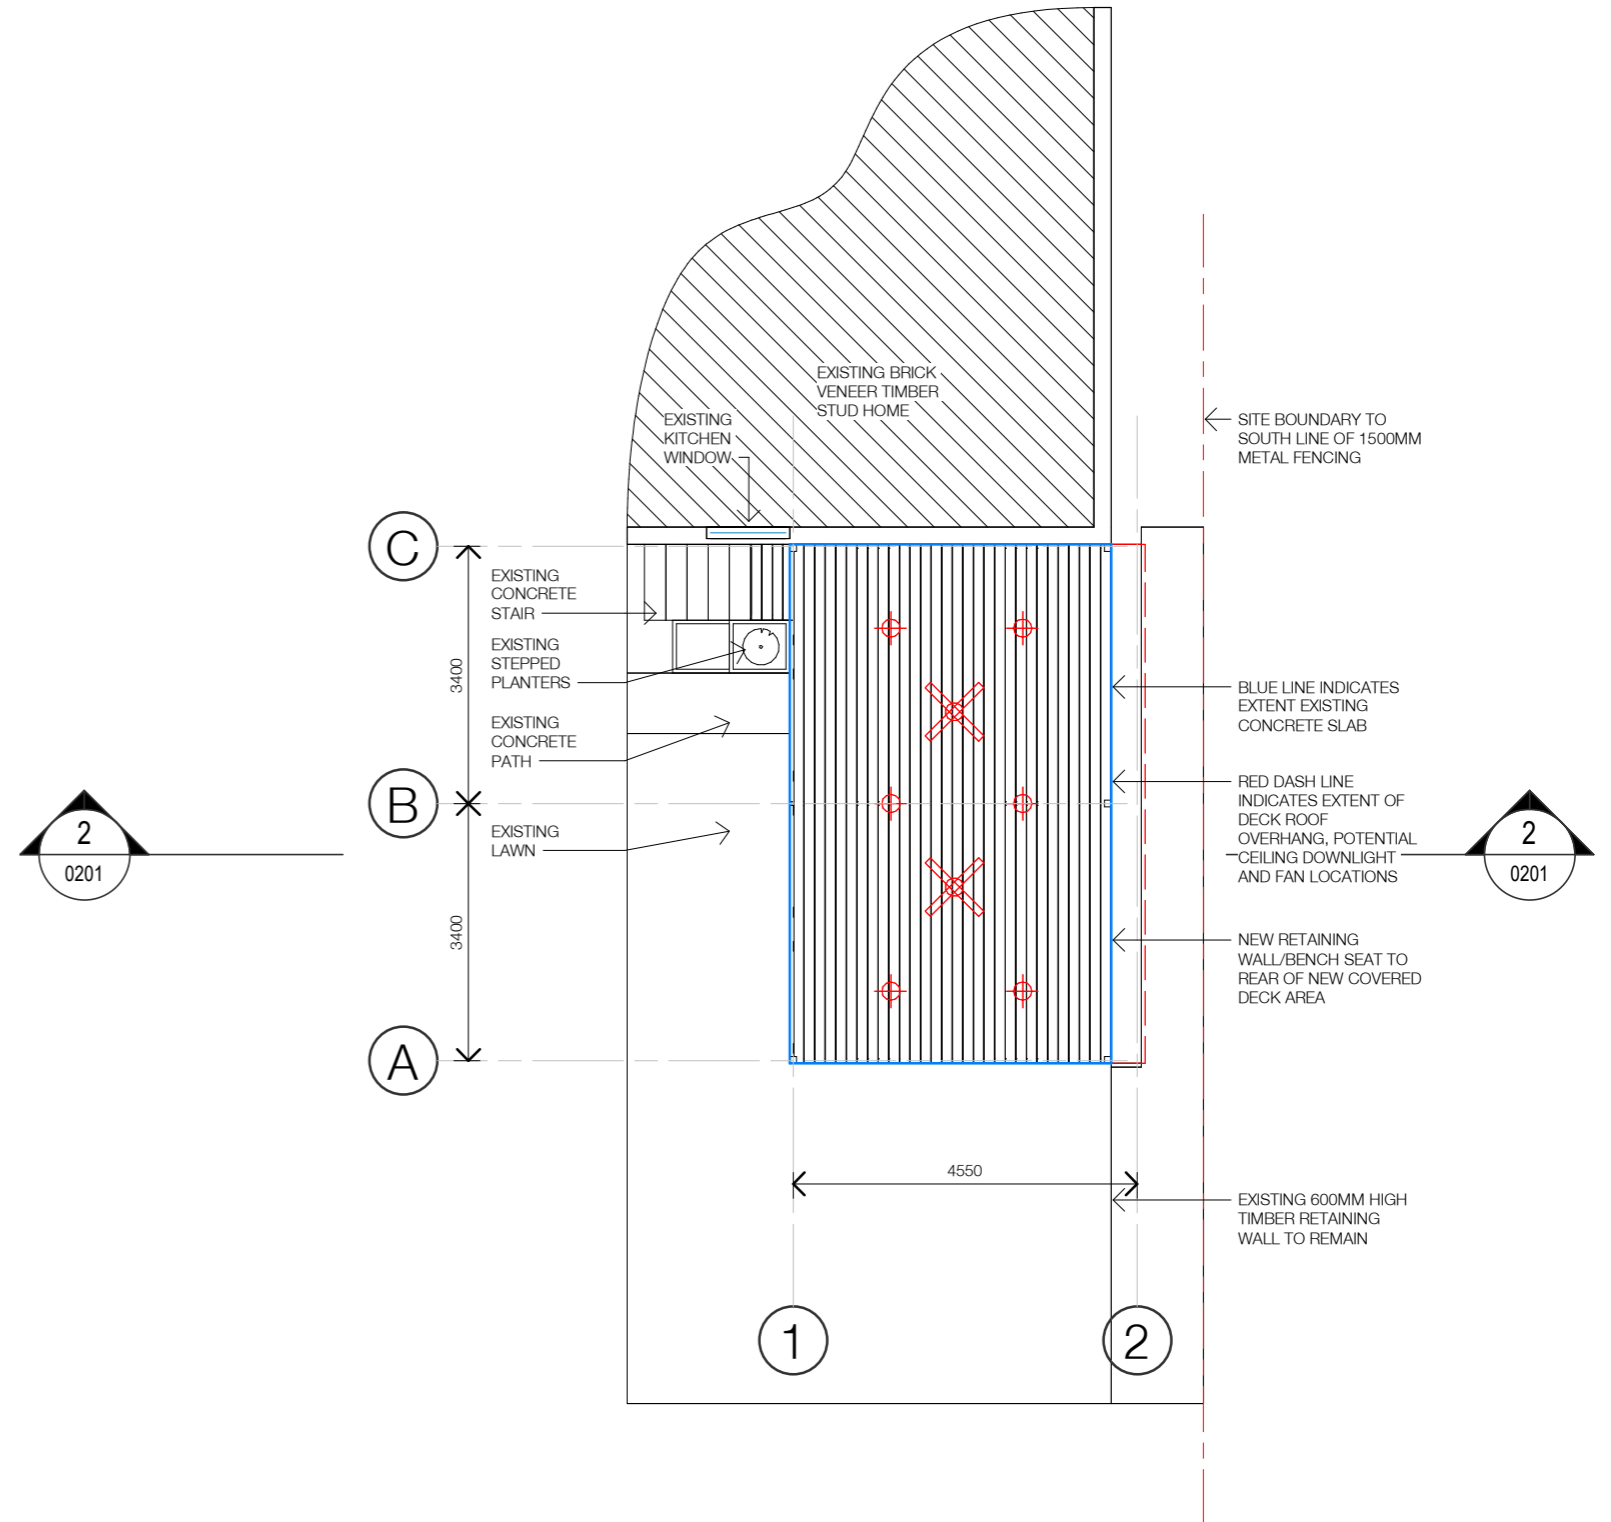 EXISTING BRICK
VENEER TIMBER
STUD HOME
EXISTING
KITCHEN
WINDOW
SITE BOUNDARY TO
SOUTH LINE OF 1500MM
METAL FENCING
C
EXISTING
CONCRETE
STAIR
EXISTING
STEPPED
PLANTERS
3400
EXISTING
CONCRETE
PATH
BLUE LINE INDICATES
EXTENT EXISTING
CONCRETE SLAB
B
RED DASH LINE
INDICATES EXTENT OF
DECK ROOF
OVERHANG, POTENTIAL
CEILING DOWNLIGHT
AND FAN LOCATIONS
2
0201
EXISTING
LAWN
2
0201
3400
NEW RETAINING
WALL/BENCH SEAT TO
REAR OF NEW COVERED
DECK AREA
A
4550
EXISTING 600MM HIGH
TIMBER RETAINING
WALL TO REMAIN
1
2